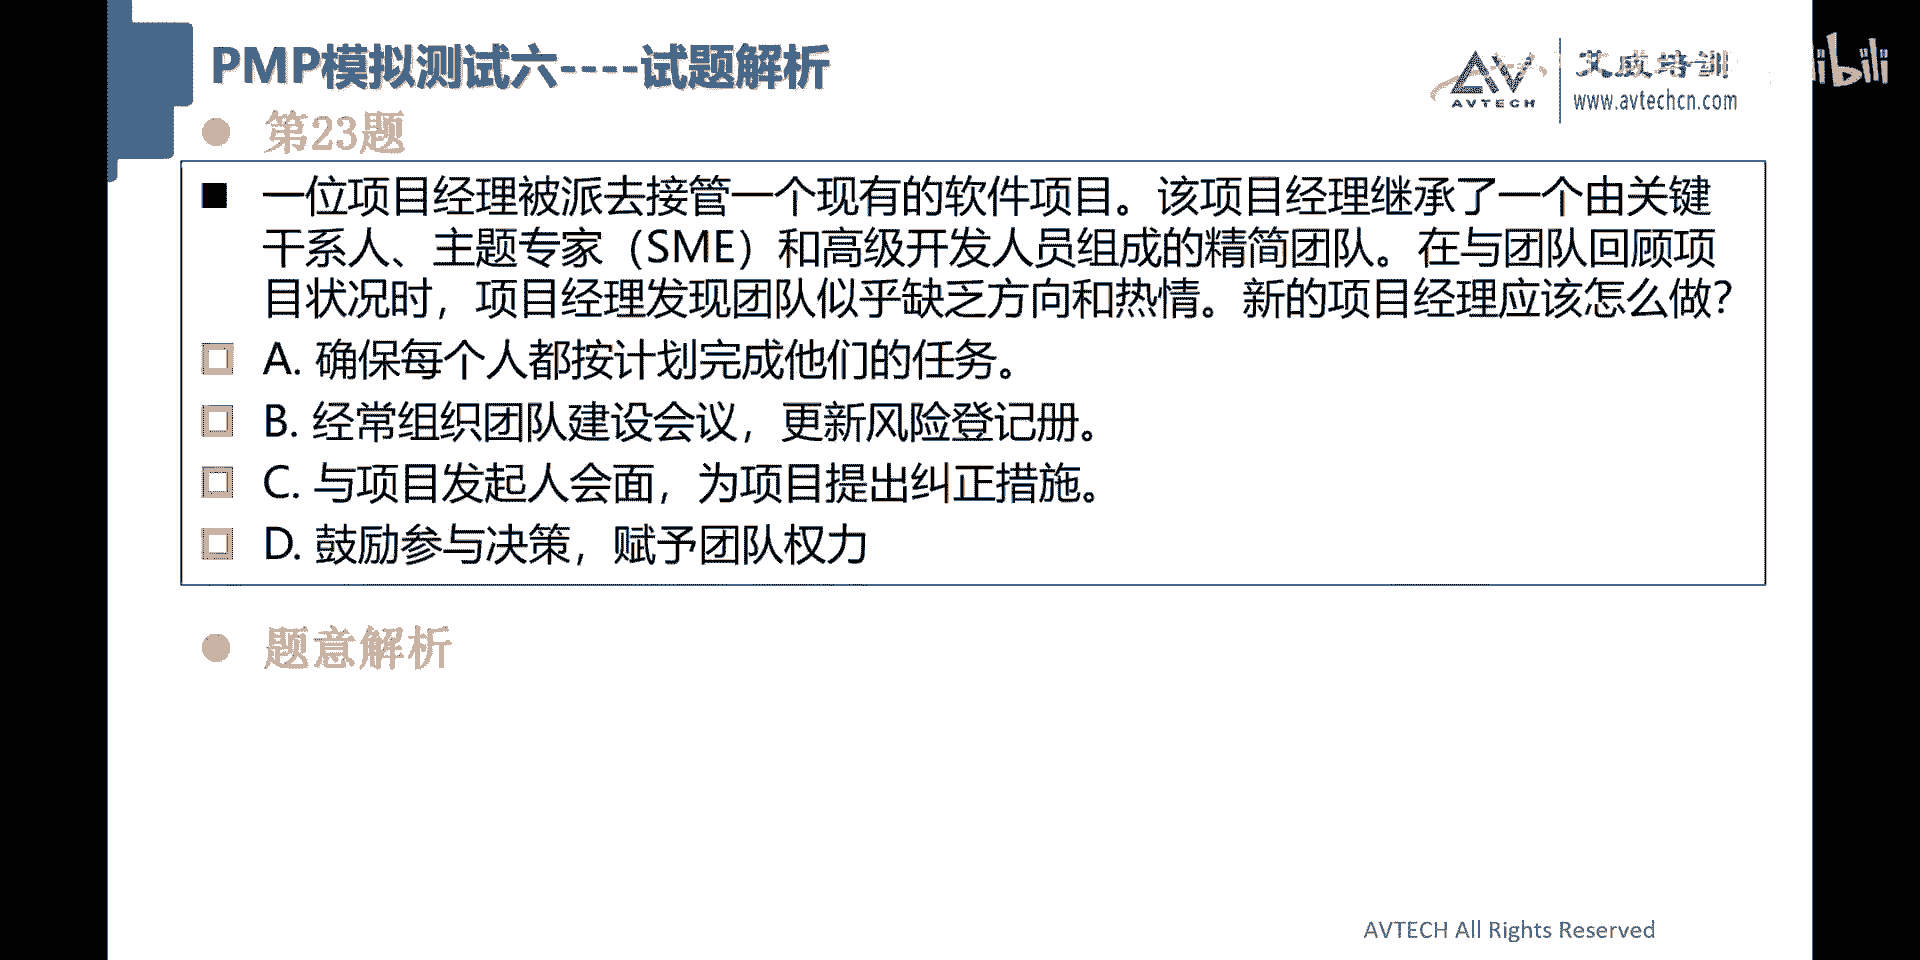 PMP模拟测试六----试题解析
艾威培训
AVTECH
www.avtechcn.com
第23题
一位项目经理被派去接管一个现有的软件项目。该项目经理继承了一个由关键
干系人、主题专家（SME）和高级开发人员组成的精简团队。在与团队回顾项
目状况时，项目经理发现团队似乎缺乏方向和热情。新的项目经理应该怎么做？
A. 确保每个人都按计划完成他们的任务。
B. 经常组织团队建设会议，更新风险登记册。
C. 与项目发起人会面，为项目提出纠正措施。
D. 鼓励参与决策，赋予团队权力
题意解析
AVTECH All Rights Reserved